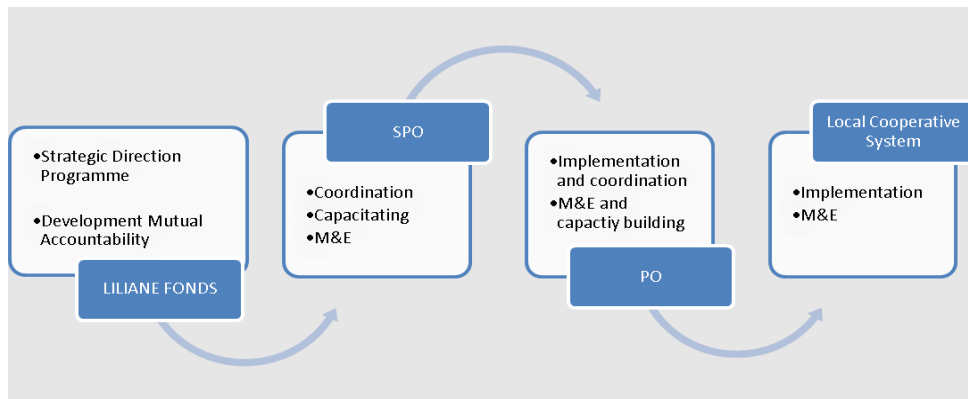 •Strategic Direction
Programme
•Development Mutual
Accountability
LILIANE FONDS
SPO
•Coordination
•Capacitating
•M&E
•Implementation
and coordination
•M&E and
capactiy building
PO
Local Cooperative
System
•Implementation
•M&E